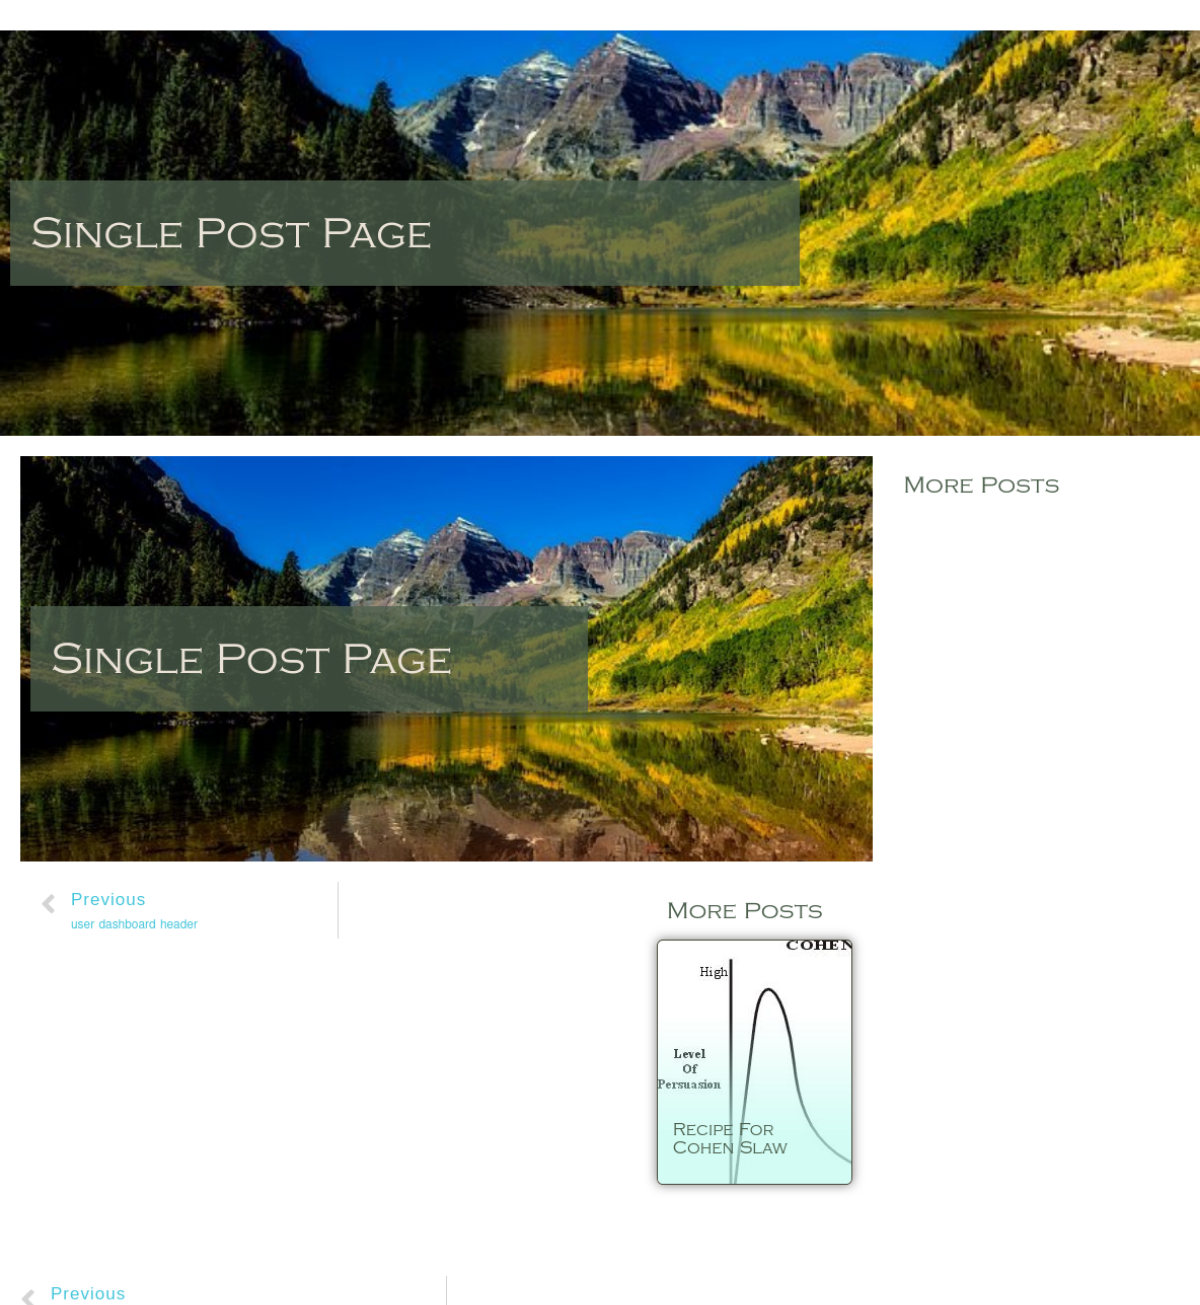 Single Post Page
More Posts
Single Post Page
Previous
user dashboard header
More Posts
COHEN
High
Level
Of
Persuasion
Recipe For
Cohen Slaw
Previous